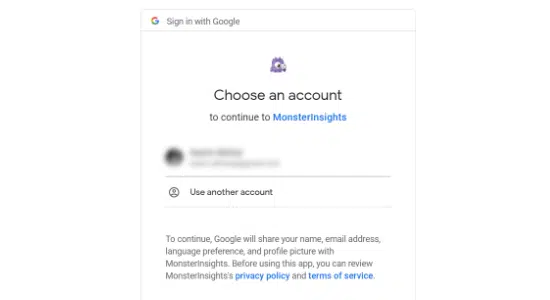 Sign in with Google
Choose an account
to continue to MonsterInsights
Use another account
To continue, Google will share your name, email address,
language preference, and profile picture with
MonsterInsights. Before using this app, you can review
MonsterInsights's privacy policy and terms of service.